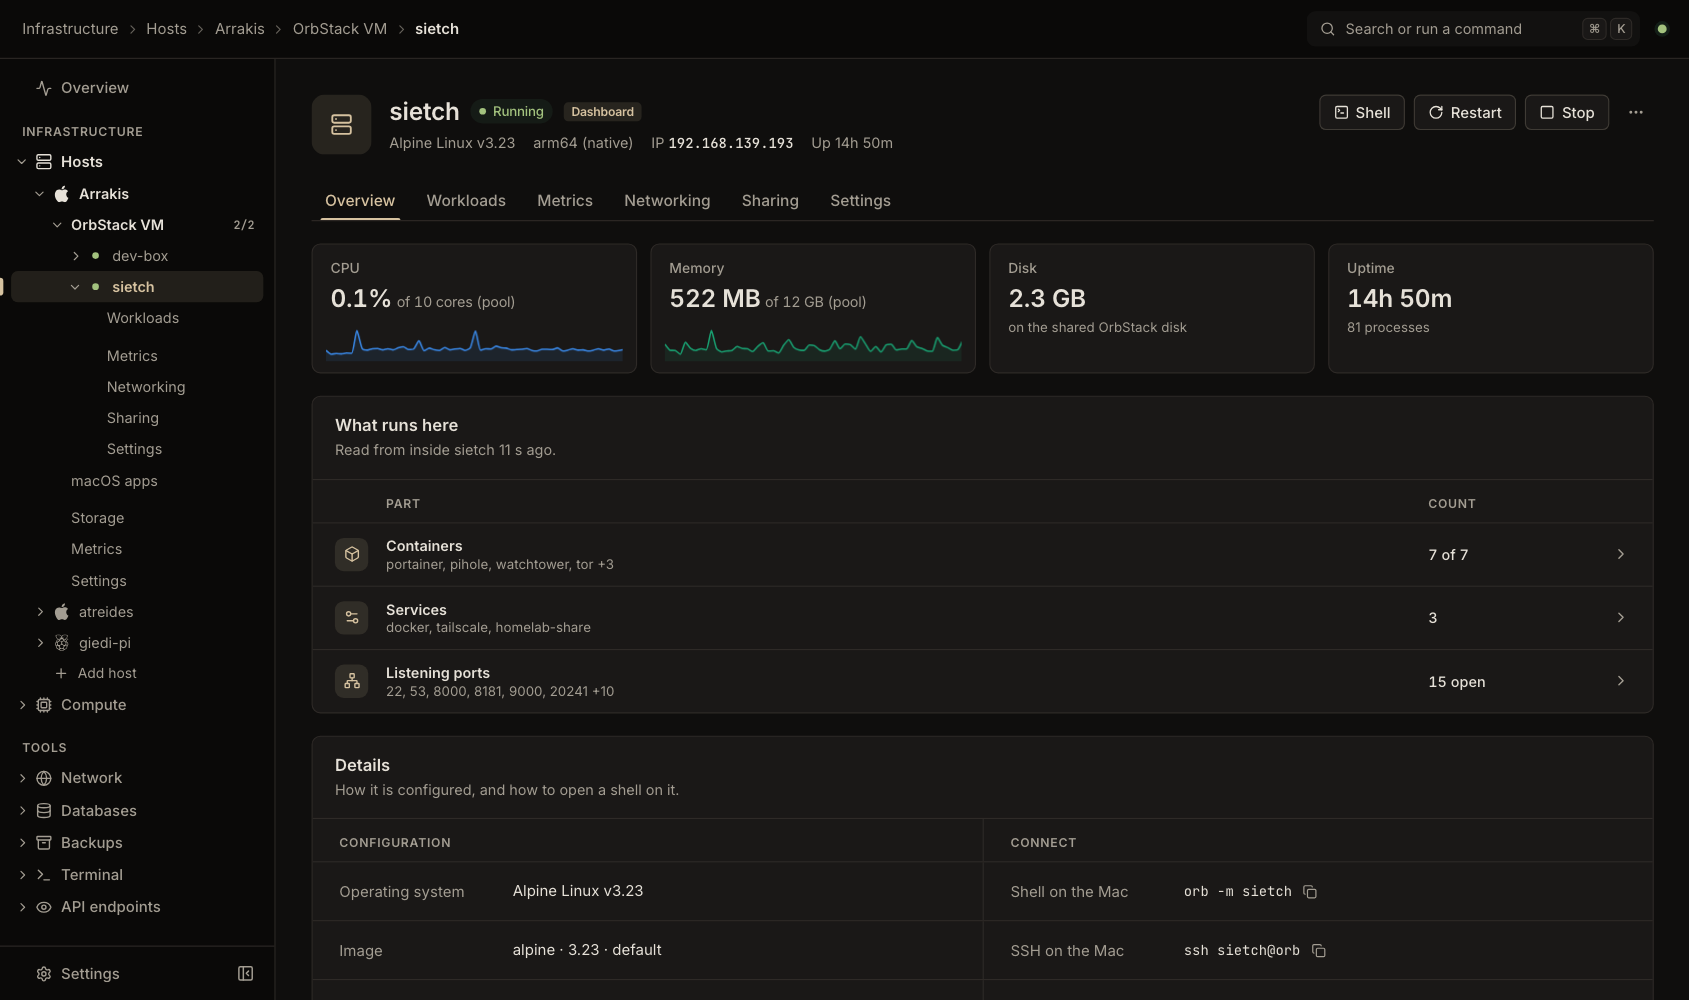 Infrastructure > Hosts > Arrakis > OrbStack VM > sietch
Search or run a command ⌘ K
Overview
INFRASTRUCTURE
Hosts
Arrakis
OrbStack VM 2/2
dev-box
sietch
Workloads
Metrics
Networking
Sharing
Settings
macOS apps
Storage
Metrics
Settings
atreides
giedi-pi
Add host
Compute
TOOLS
Network
Databases
Backups
Terminal
API endpoints
Settings
sietch Running Dashboard
Alpine Linux v3.23 arm64 (native) IP 192.168.139.193 Up 14h 50m
Shell Restart Stop
Overview Workloads Metrics Networking Sharing Settings
CPU
0.1% of 10 cores (pool)
Memory
522 MB of 12 GB (pool)
Disk
2.3 GB
on the shared OrbStack disk
Uptime
14h 50m
81 processes
What runs here
Read from inside sietch 11 s ago.
PART COUNT
Containers
portainer, pihole, watchtower, tor +3
7 of 7
Services
docker, tailscale, homelab-share
3
Listening ports
22, 53, 8000, 8181, 9000, 20241 +10
15 open
Details
How it is configured, and how to open a shell on it.
CONFIGURATION
Operating system Alpine Linux v3.23
Image alpine · 3.23 · default
CONNECT
Shell on the Mac orb -m sietch
SSH on the Mac ssh sietch@orb